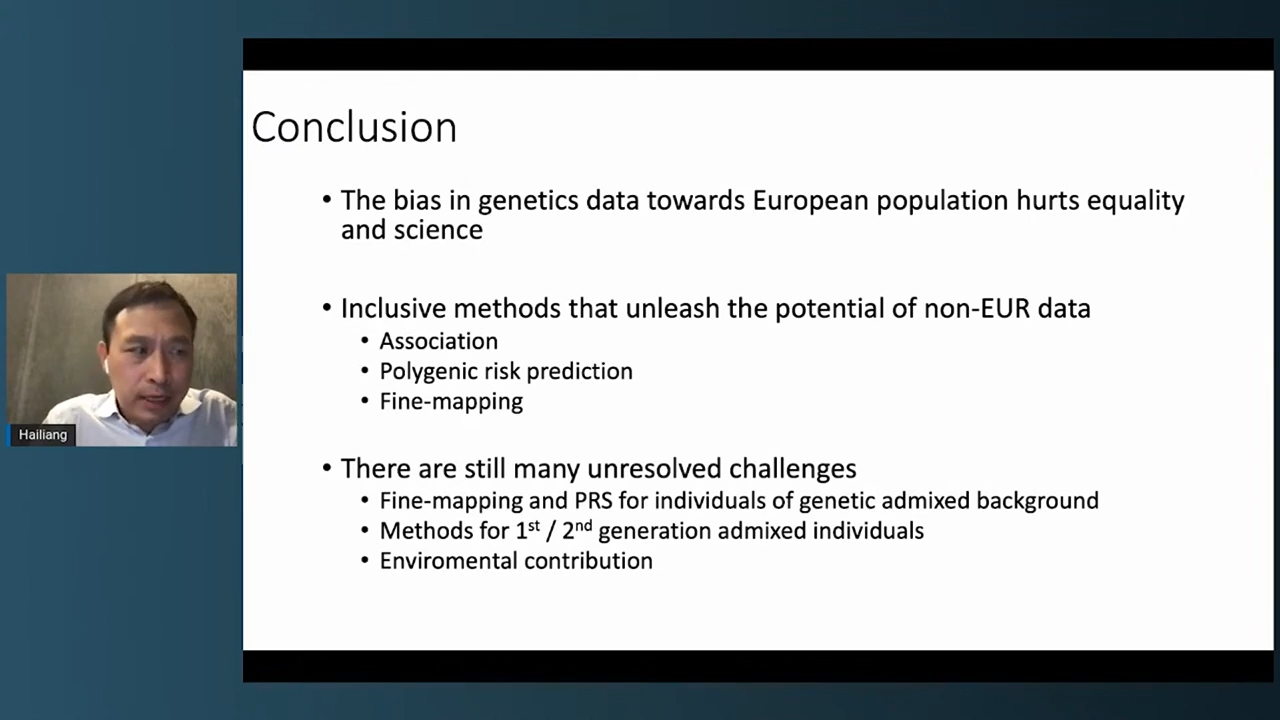 Conclusion
• The bias in genetics data towards European population hurts equality
and science
• Inclusive methods that unleash the potential of non-EUR data
• Association
• Polygenic risk prediction
• Fine-mapping
• There are still many unresolved challenges
• Fine-mapping and PRS for individuals of genetic admixed background
• Methods for 1st / 2nd generation admixed individuals
• Enviromental contribution
Hailiang